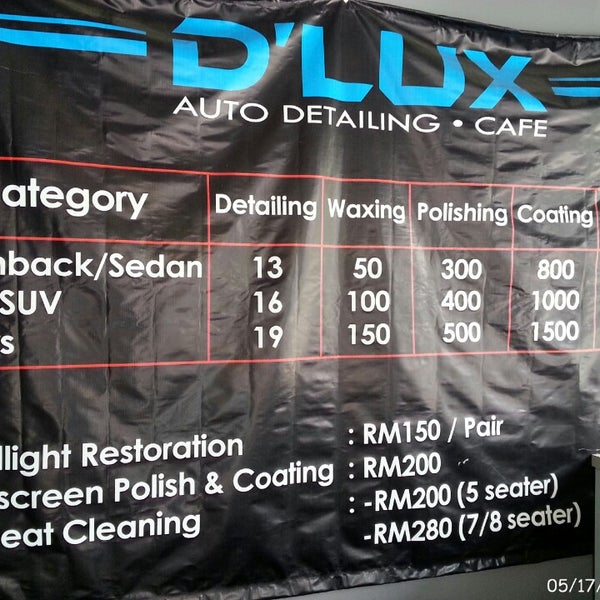 D'LUX
AUTO DETAILING • CAFE
ategory Detailing Waxing Polishing Coating
hback/Sedan 13 50 300 800
SUV 16 100 400 1000
s 19 150 500 1500
llight Restoration : RM150 / Pair
screen Polish & Coating : RM200
eat Cleaning : -RM200 (5 seater)
-RM280 (7/8 seater)
05/17/